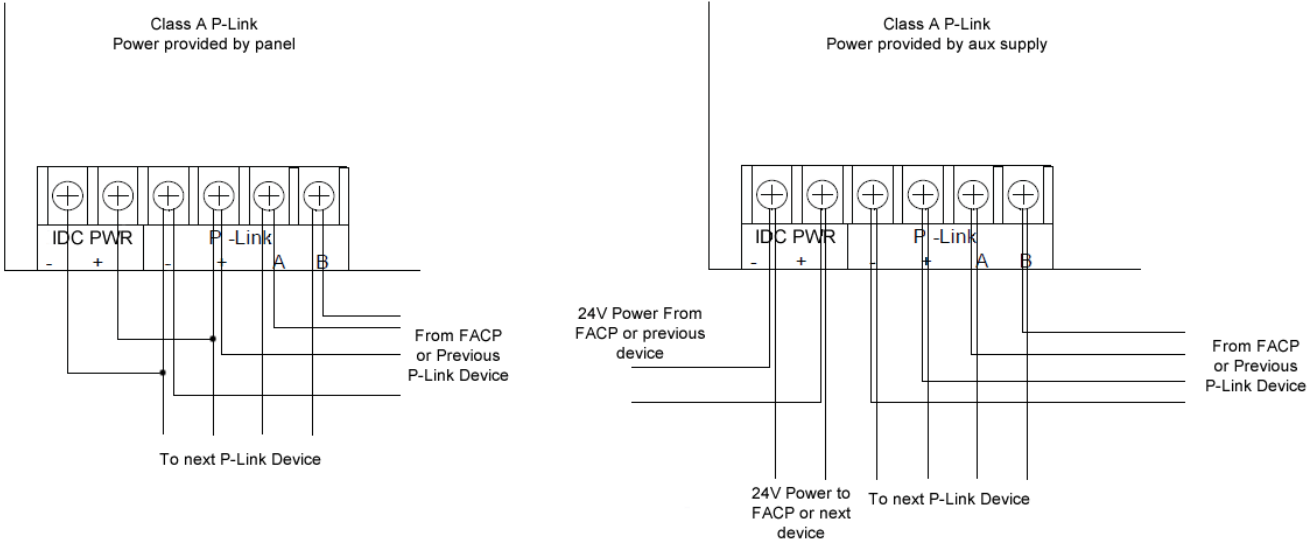 Class A P-Link
Power provided by panel
IDC PWR
P -Link
- + - + A B
From FACP
or Previous
P-Link Device
To next P-Link Device
Class A P-Link
Power provided by aux supply
IDC PWR
P -Link
- + - + A B
24V Power From
FACP or previous
device
From FACP
or Previous
P-Link Device
24V Power to
FACP or next
device
To next P-Link Device